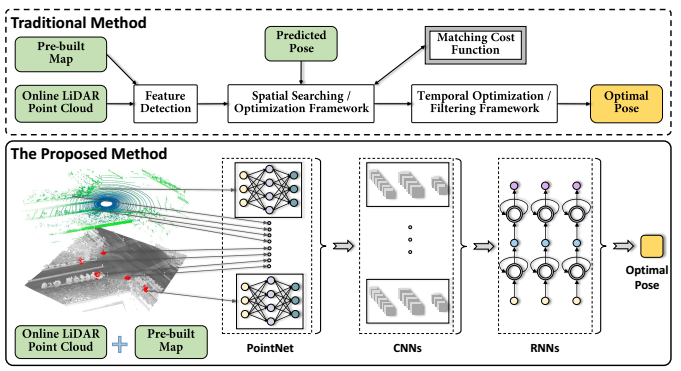 Traditional Method
Pre-built
Map
Predicted
Pose
Matching Cost
Function
Online LiDAR
Point Cloud
Feature
Detection
Spatial Searching /
Optimization Framework
Temporal Optimization /
Filtering Framework
Optimal
Pose
The Proposed Method
Optimal
Pose
Online LiDAR
Point Cloud
Pre-built
Map
PointNet
CNNs
RNNs